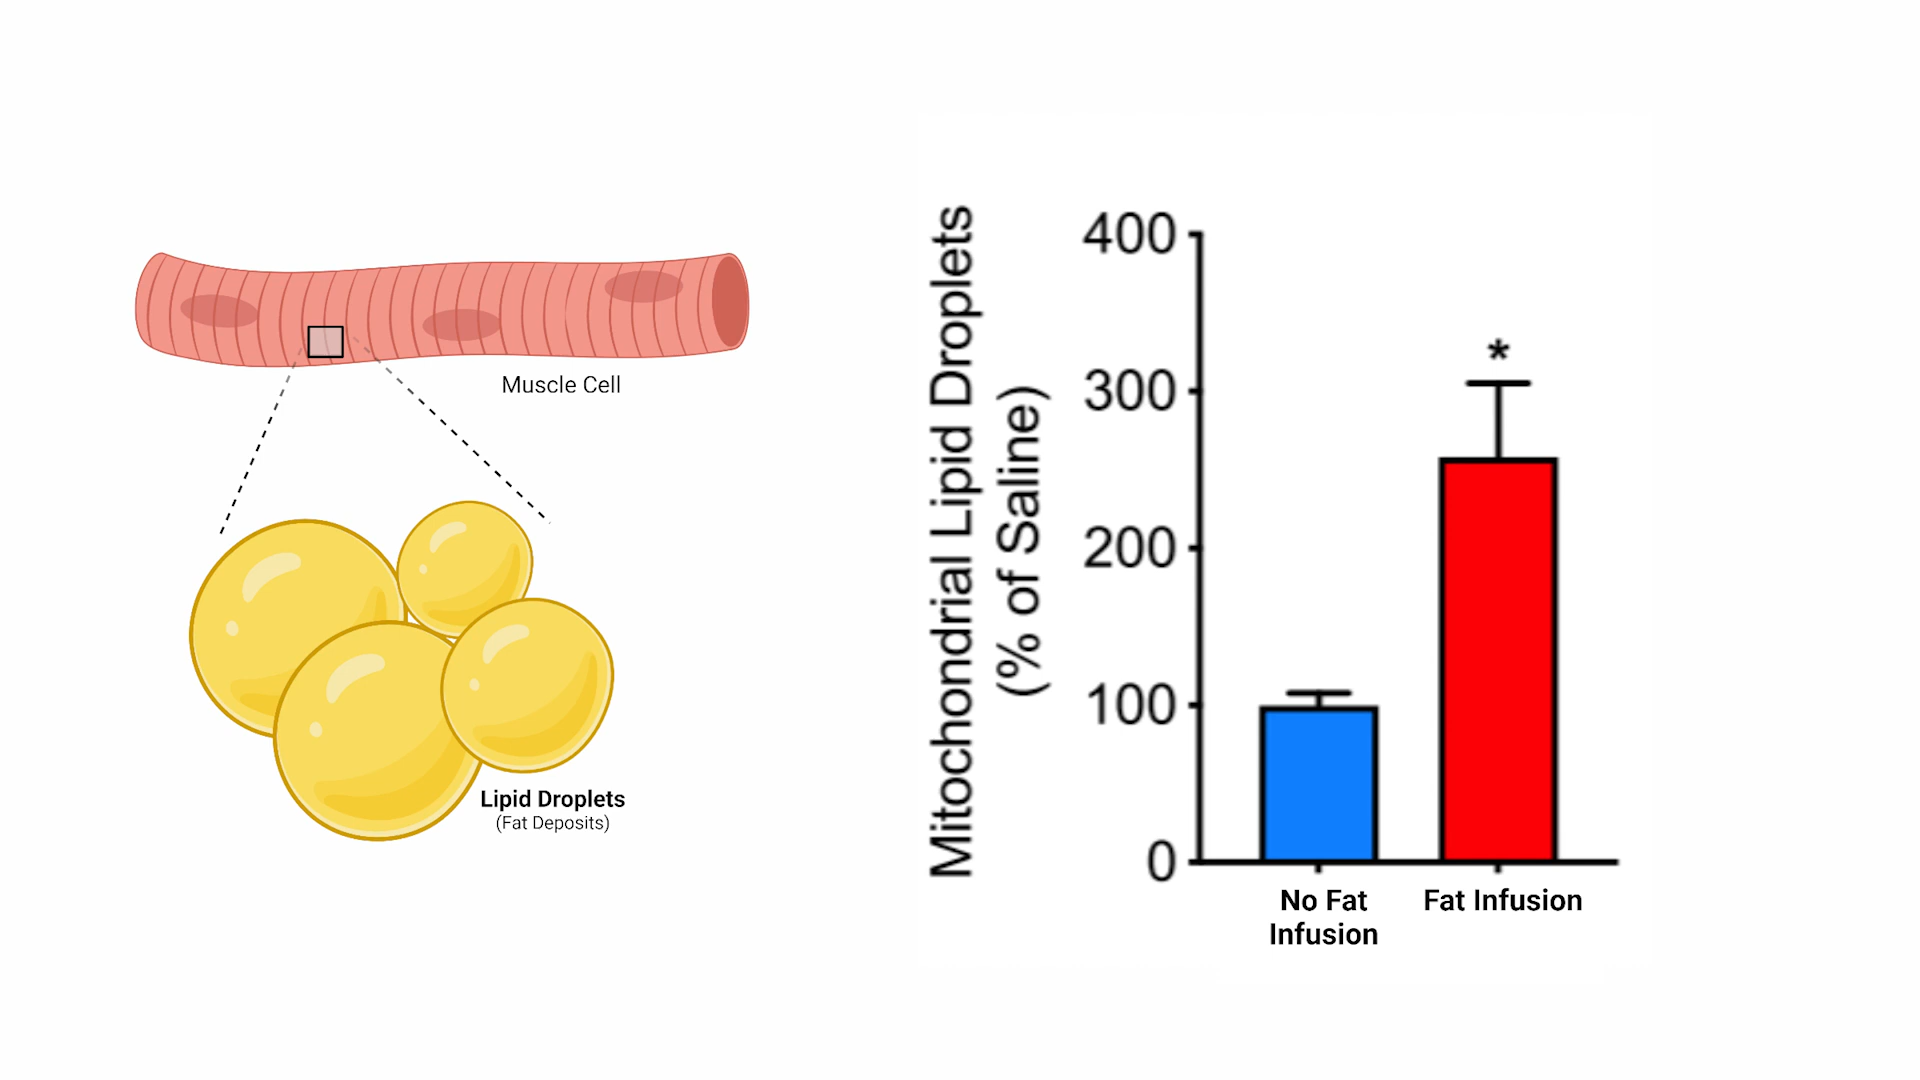 Muscle Cell
Lipid Droplets
(Fat Deposits)
Mitochondrial Lipid Droplets
(% of Saline)
400
300
200
100
0
*
No Fat
Infusion
Fat Infusion